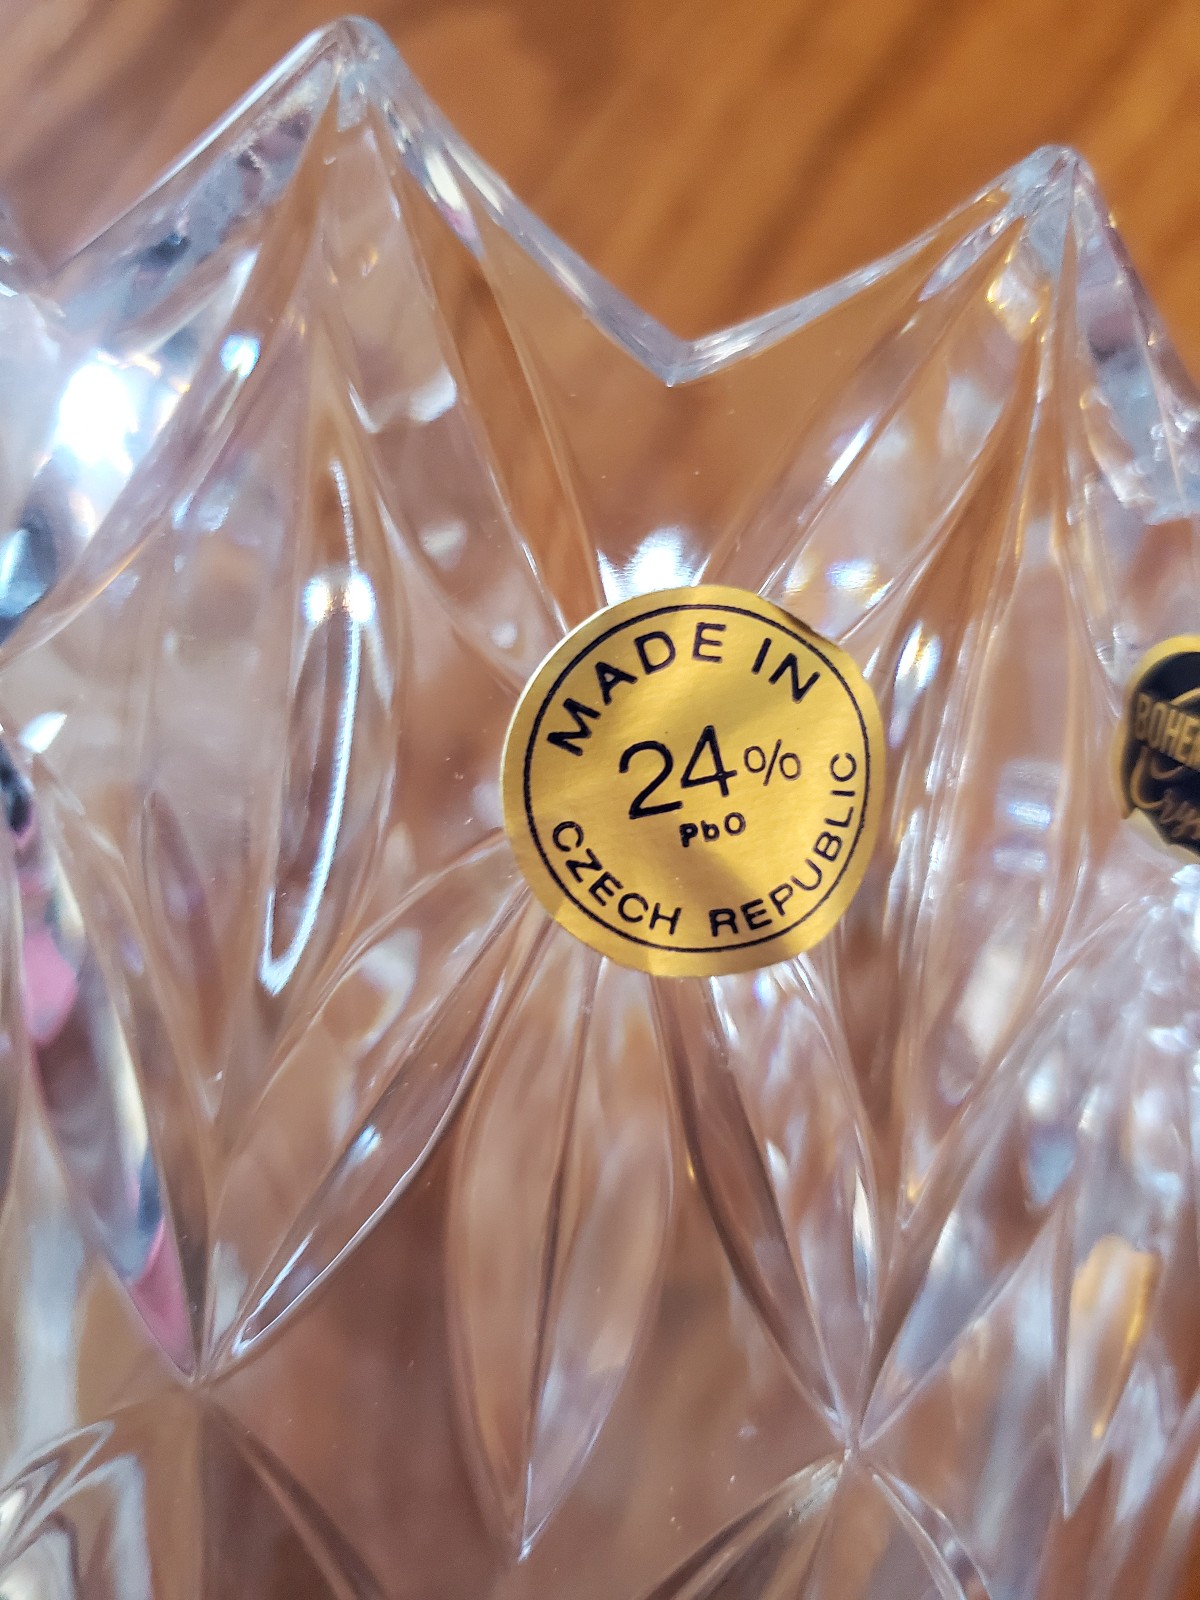 MADE IN
24%
PbO
CZECH REPUBLIC